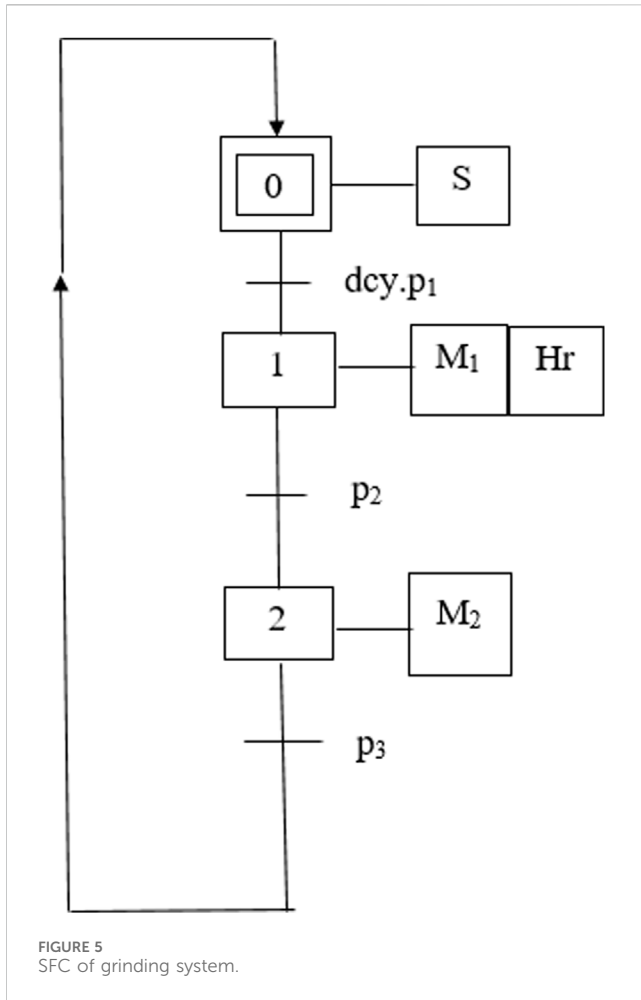 0
S
dcy.p₁
1
M₁
Hr
p₂
2
M₂
p₃
FIGURE 5
SFC of grinding system.